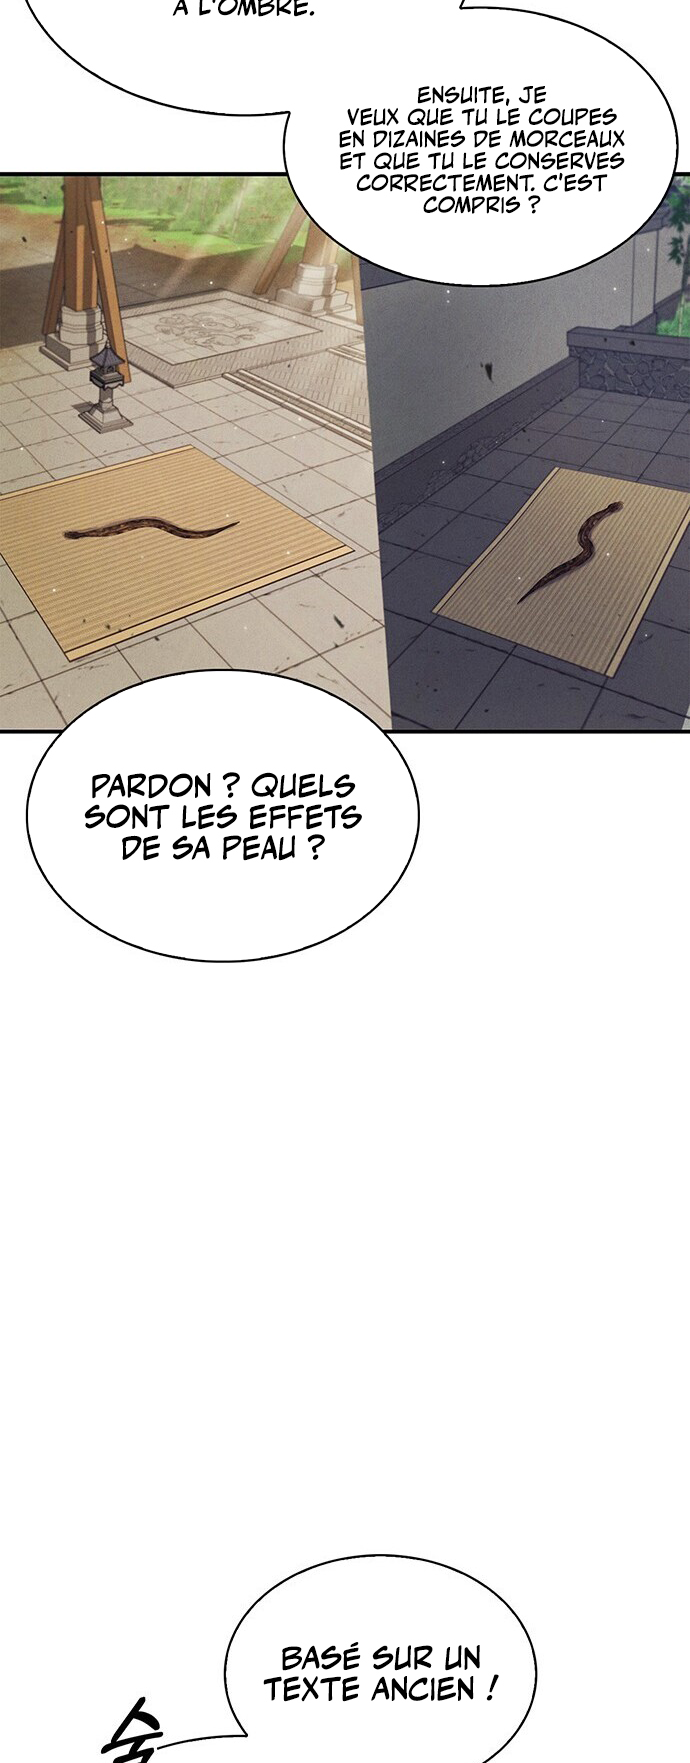 À L'OMBRE.
ENSUITE, JE
VEUX QUE TU LE COUPES
EN DIZAINES DE MORCEAUX
ET QUE TU LE CONSERVES
CORRECTEMENT. C'EST
COMPRIS ?
PARDON ? QUELS
SONT LES EFFETS
DE SA PEAU ?
BASÉ SUR UN
TEXTE ANCIEN !